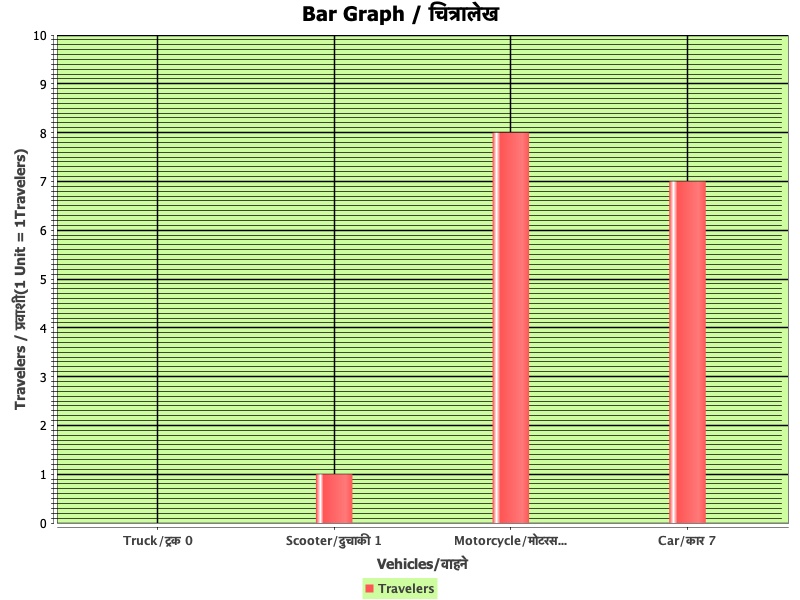 Bar Graph / चित्रालेख
10
9
8
7
6
5
4
3
2
1
0
Travelers / प्रवाशी(1 Unit = 1Travelers)
Truck/ट्रक 0
Scooter/दुचाकी 1
Motorcycle/मोटरस...
Car/कार 7
Vehicles/वाहने
Travelers